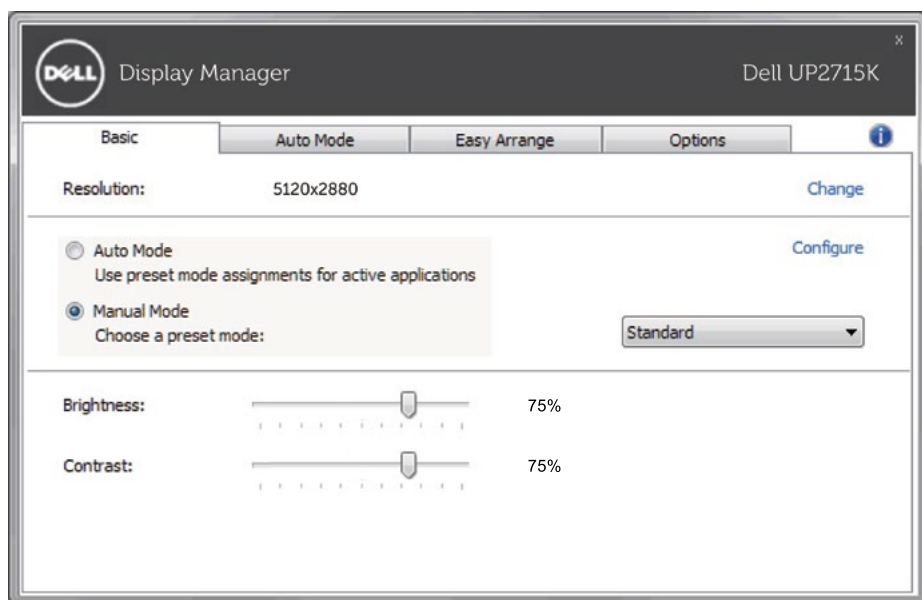 x
DELL Display Manager Dell UP2715K
Basic Auto Mode Easy Arrange Options i
Resolution: 5120x2880 Change
Auto Mode Configure
Use preset mode assignments for active applications
Manual Mode
Choose a preset mode: Standard
Brightness: 75%
Contrast: 75%